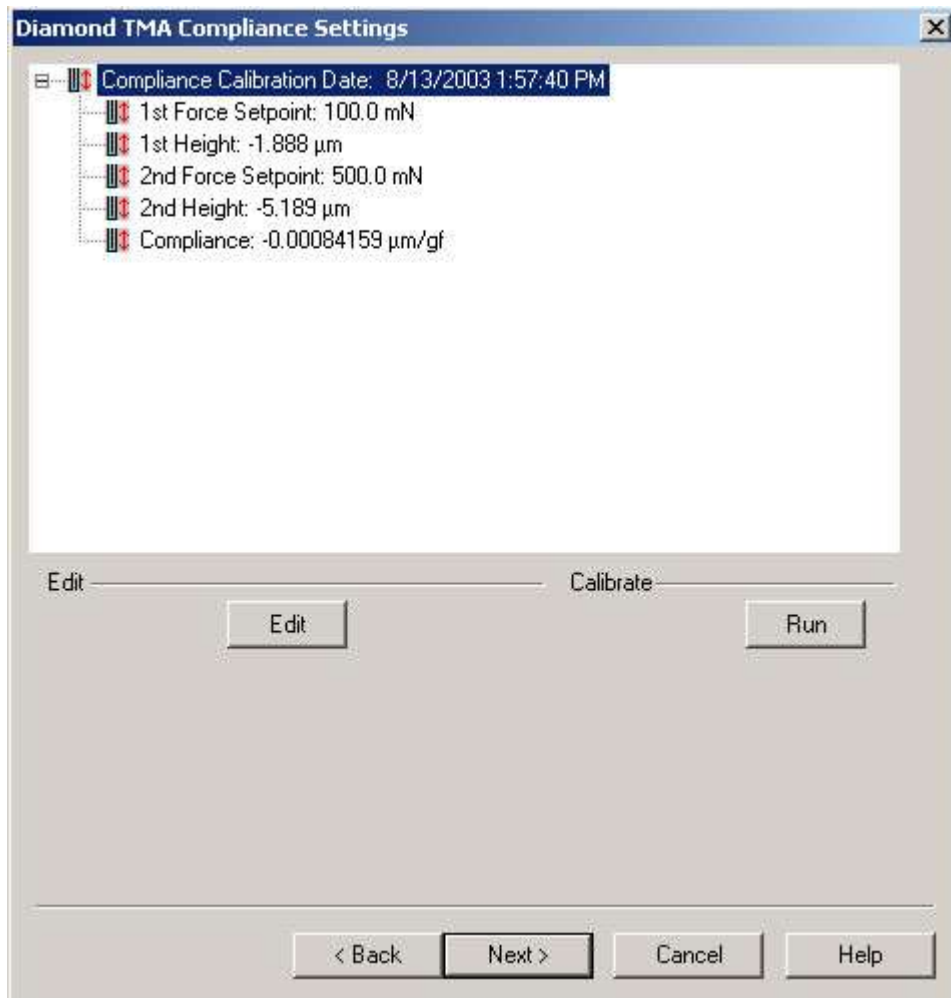 Diamond TMA Compliance Settings
Compliance Calibration Date: 8/13/2003 1:57:40 PM
1st Force Setpoint: 100.0 mN
1st Height: -1.888 µm
2nd Force Setpoint: 500.0 mN
2nd Height: -5.189 µm
Compliance: -0.00084159 µm/gf
Edit
Calibrate
Edit
Run
< Back
Next >
Cancel
Help